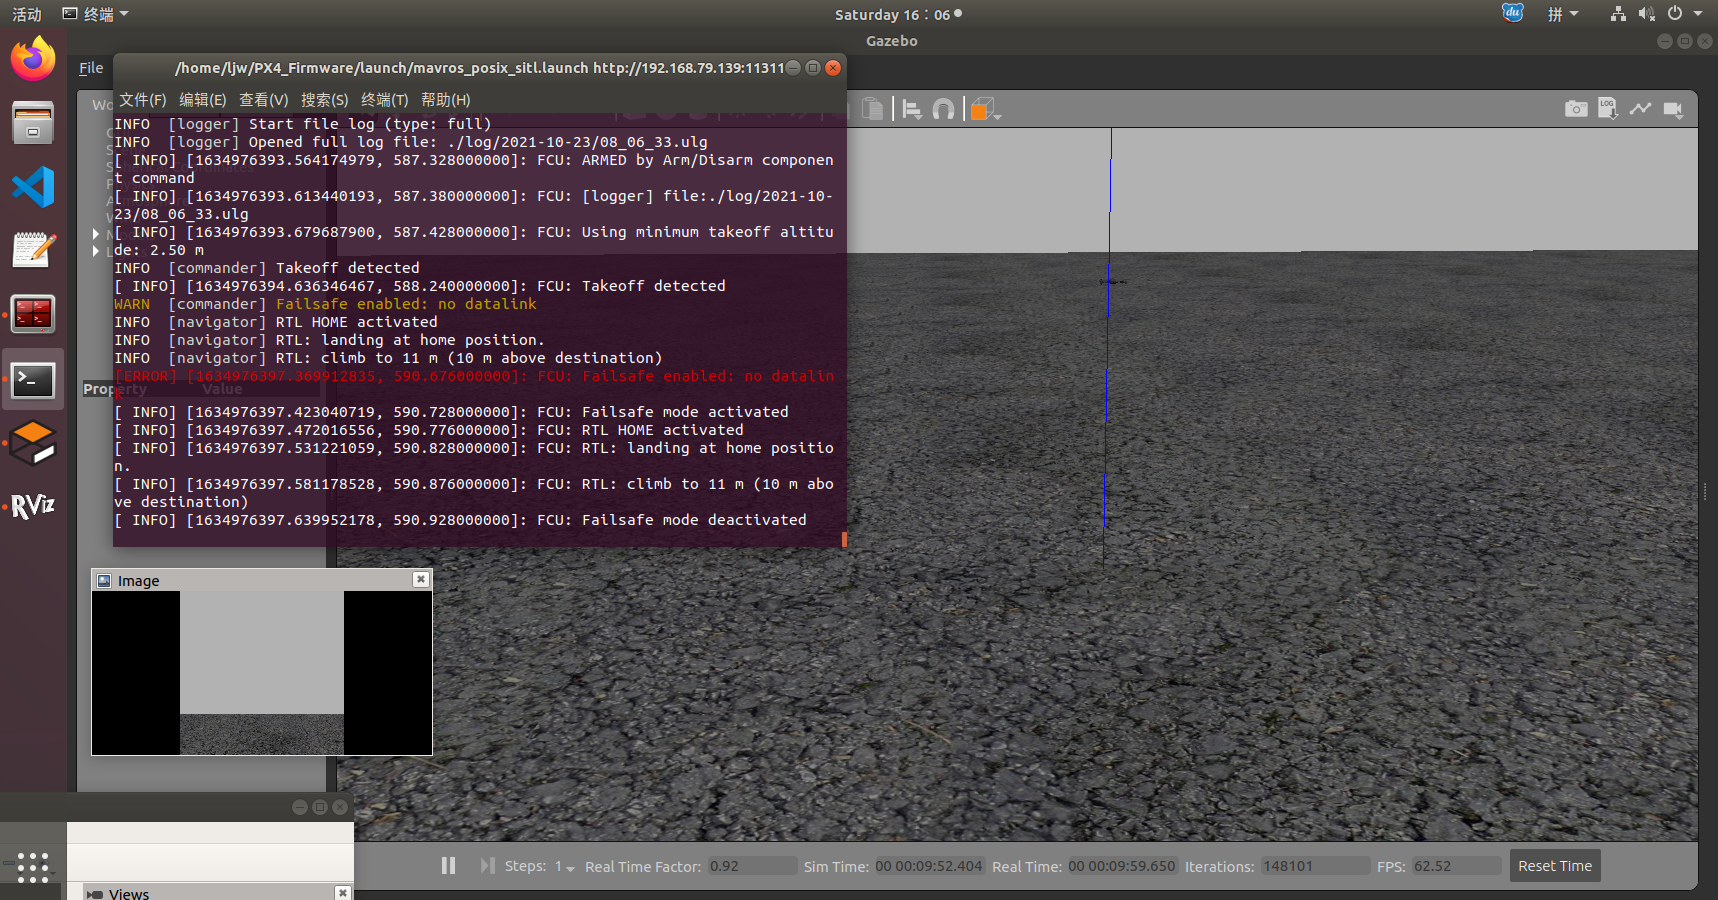 活动
终端
Saturday 16：06
du
拼
Gazebo
File
/home/ljw/PX4_Firmware/launch/mavros_posix_sitl.launch http://192.168.79.139:11311
文件(F) 编辑(E) 查看(V) 搜索(S) 终端(T) 帮助(H)
LOG
INFO [logger] Start file log (type: full)
INFO [logger] Opened full log file: ./log/2021-10-23/08_06_33.ulg
[ INFO] [1634976393.564174979, 587.328000000]: FCU: ARMED by Arm/Disarm componen
t command
[ INFO] [1634976393.613440193, 587.380000000]: FCU: [logger] file:./log/2021-10-
23/08_06_33.ulg
[ INFO] [1634976393.679687900, 587.428000000]: FCU: Using minimum takeoff altitu
de: 2.50 m
INFO [commander] Takeoff detected
[ INFO] [1634976394.636346467, 588.240000000]: FCU: Takeoff detected
WARN [commander] Failsafe enabled: no datalink
INFO [navigator] RTL HOME activated
INFO [navigator] RTL: landing at home position.
INFO [navigator] RTL: climb to 11 m (10 m above destination)
[ERROR] [1634976397.369912835, 590.676000000]: FCU: Failsafe enabled: no datalin
k
Property Value
[ INFO] [1634976397.423040719, 590.728000000]: FCU: Failsafe mode activated
[ INFO] [1634976397.472016556, 590.776000000]: FCU: RTL HOME activated
[ INFO] [1634976397.531221059, 590.828000000]: FCU: RTL: landing at home positio
n.
[ INFO] [1634976397.581178528, 590.876000000]: FCU: RTL: climb to 11 m (10 m abo
ve destination)
[ INFO] [1634976397.639952178, 590.928000000]: FCU: Failsafe mode deactivated
RViz
Image
Steps: 1 Real Time Factor: 0.92 Sim Time: 00 00:09:52.404 Real Time: 00 00:09:59.650 Iterations: 148101 FPS: 62.52 Reset Time
Views